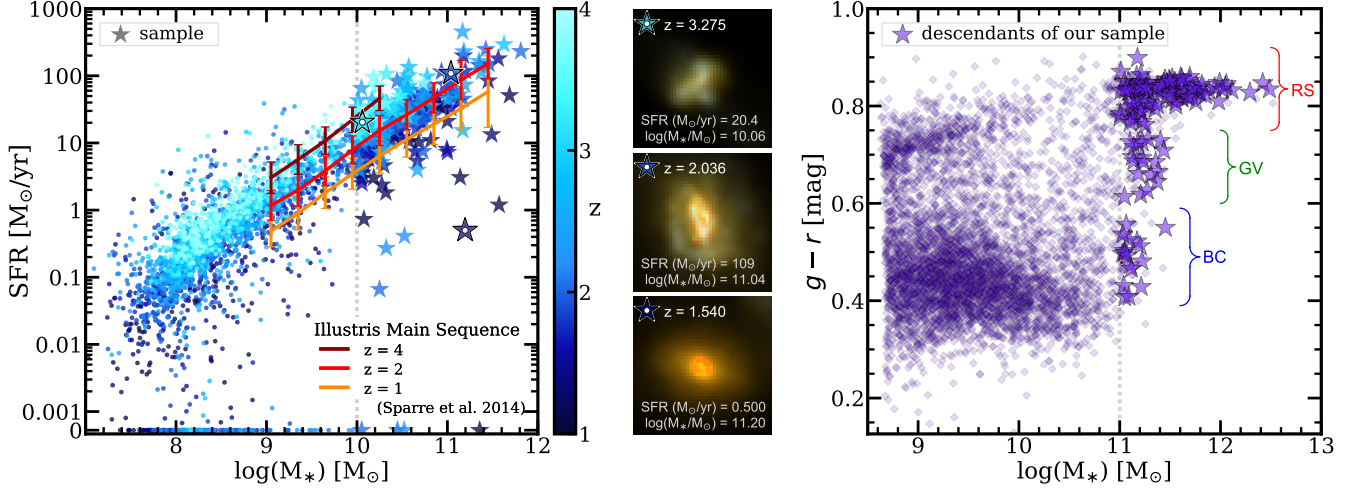 1000
100
10
1
0.1
0.01
0.001
0
SFR [M⊙/yr]
sample
Illustris Main Sequence
z = 4
z = 2
z = 1
(Sparre et al. 2014)
8
9
10
11
12
log(M∗) [M⊙]
4
3
2
1
z
z = 3.275
SFR (M⊙/yr) = 20.4
log(M∗/M⊙) = 10.06
z = 2.036
SFR (M⊙/yr) = 109
log(M∗/M⊙) = 11.04
z = 1.540
SFR (M⊙/yr) = 0.500
log(M∗/M⊙) = 11.20
1.0
0.8
0.6
0.4
0.2
g − r [mag]
descendants of our sample
RS
GV
BC
9
10
11
12
13
log(M∗) [M⊙]